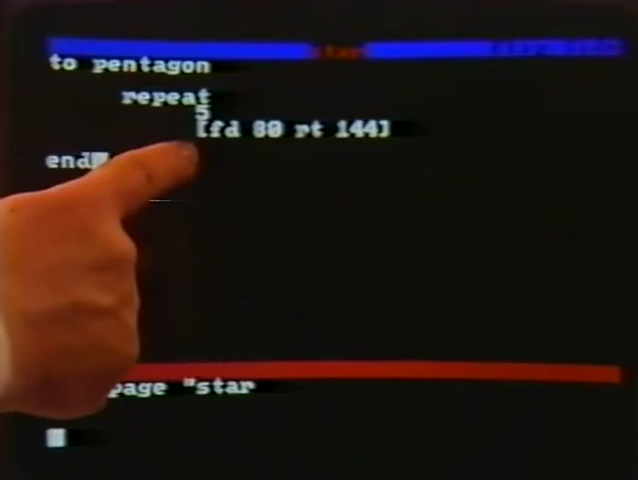 star
to pentagon
repeat
5
[fd 80 rt 144]
end
page "star